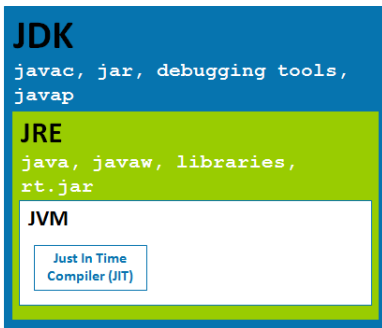 JDK
javac, jar, debugging tools,
javap
JRE
java, javaw, libraries,
rt.jar
JVM
Just In Time
Compiler (JIT)